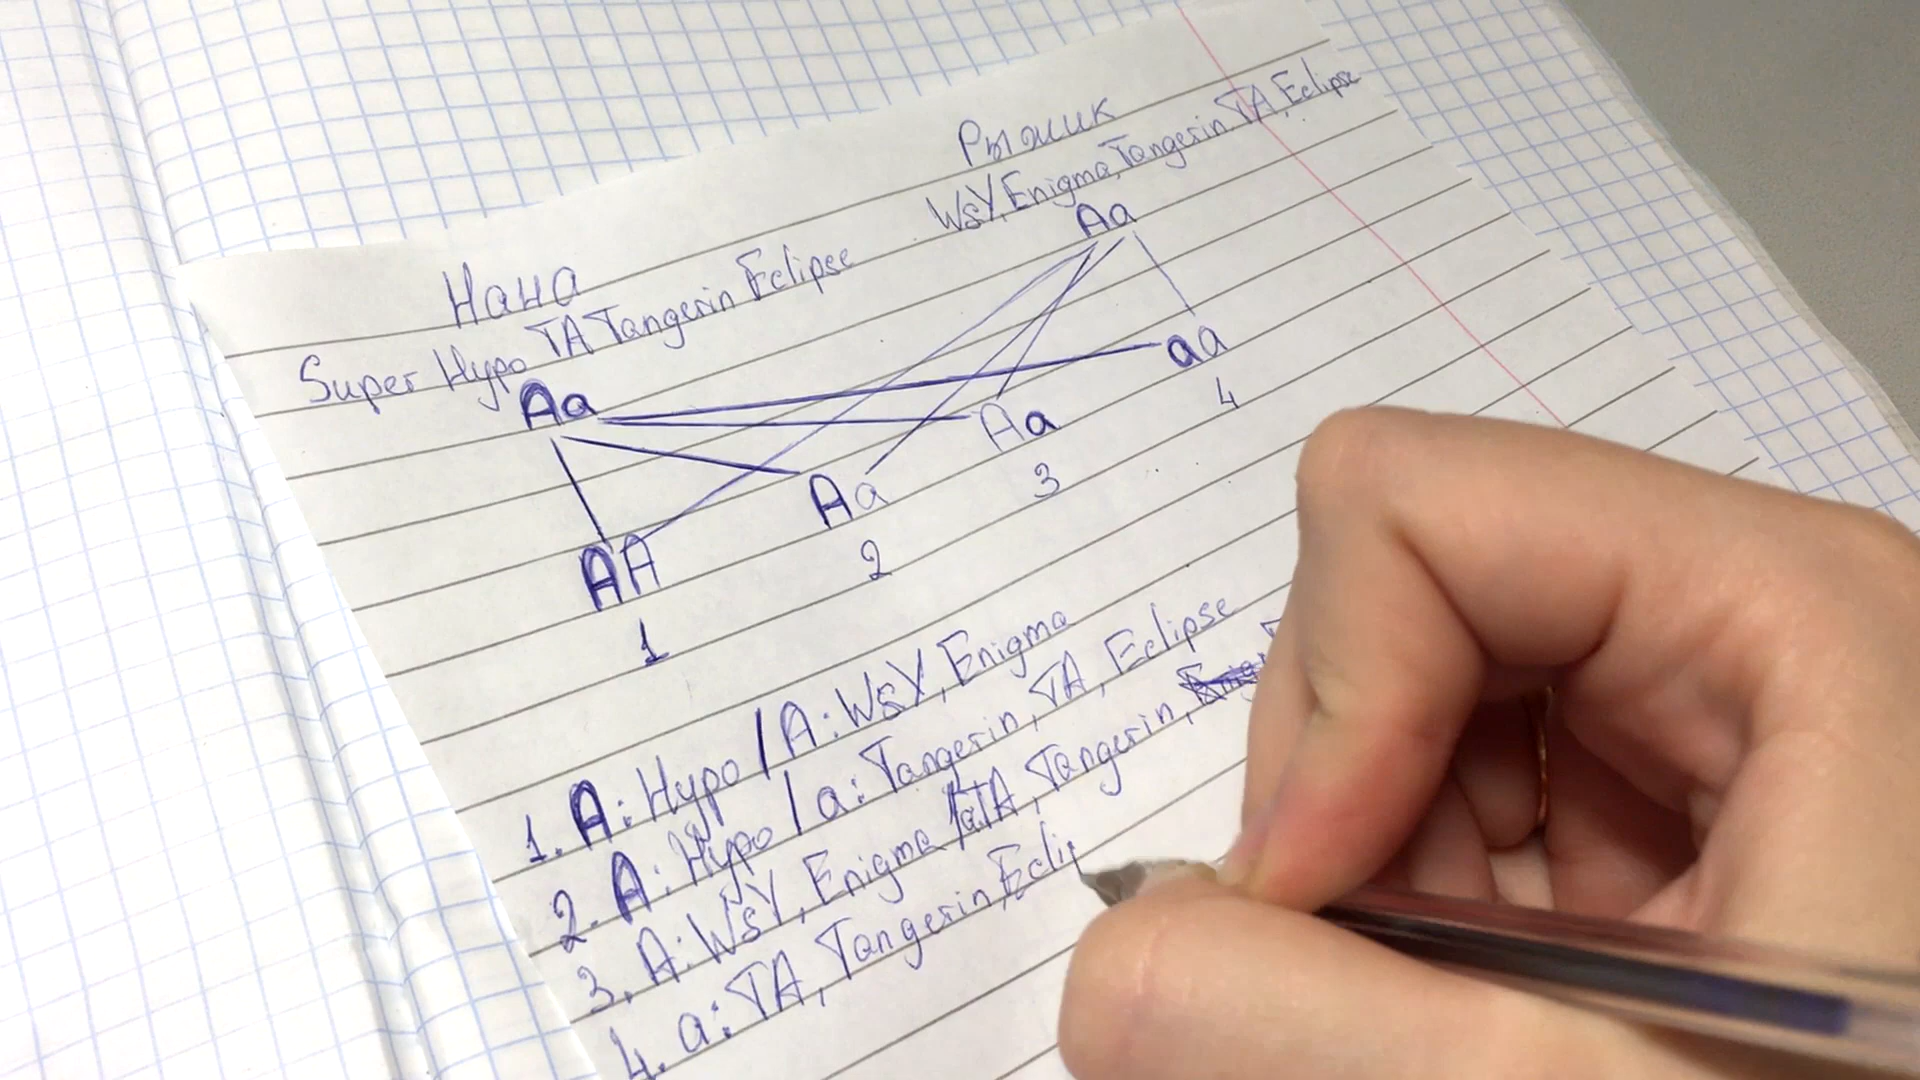 Рыжик
WsY, Enigma, Tangerin TA, Eclipse
Aa
Нана
Super Hypo TA Tangerin Eclipse
Aa
aa
4
Aa
3
Aa
2
AA
1
1. A: Hypo / A: WsY, Enigma
2. A: Hypo / a: Tangerin, TA, Eclipse
3. A: WsY, Enigma / a: TA, Tangerin,
4. a: TA, Tangerin, Eclip